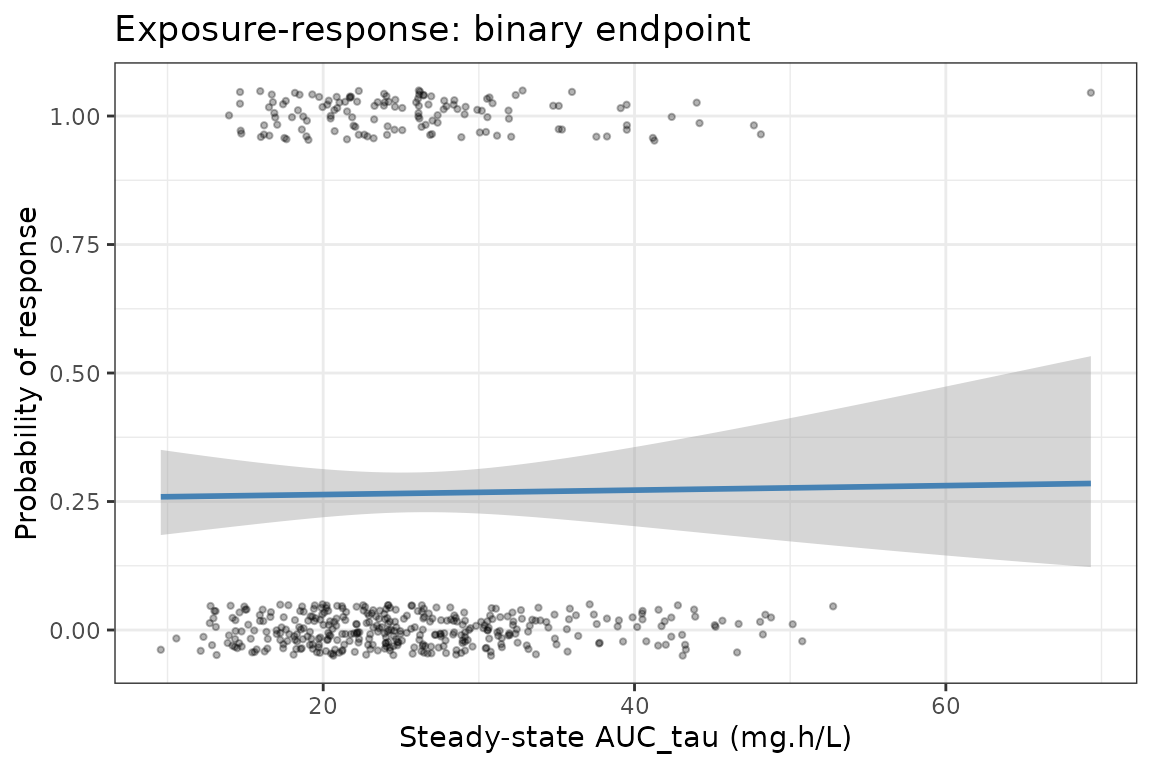 Exposure-response: binary endpoint
Probability of response
1.00
0.75
0.50
0.25
0.00
20 40 60
Steady-state AUC_tau (mg.h/L)